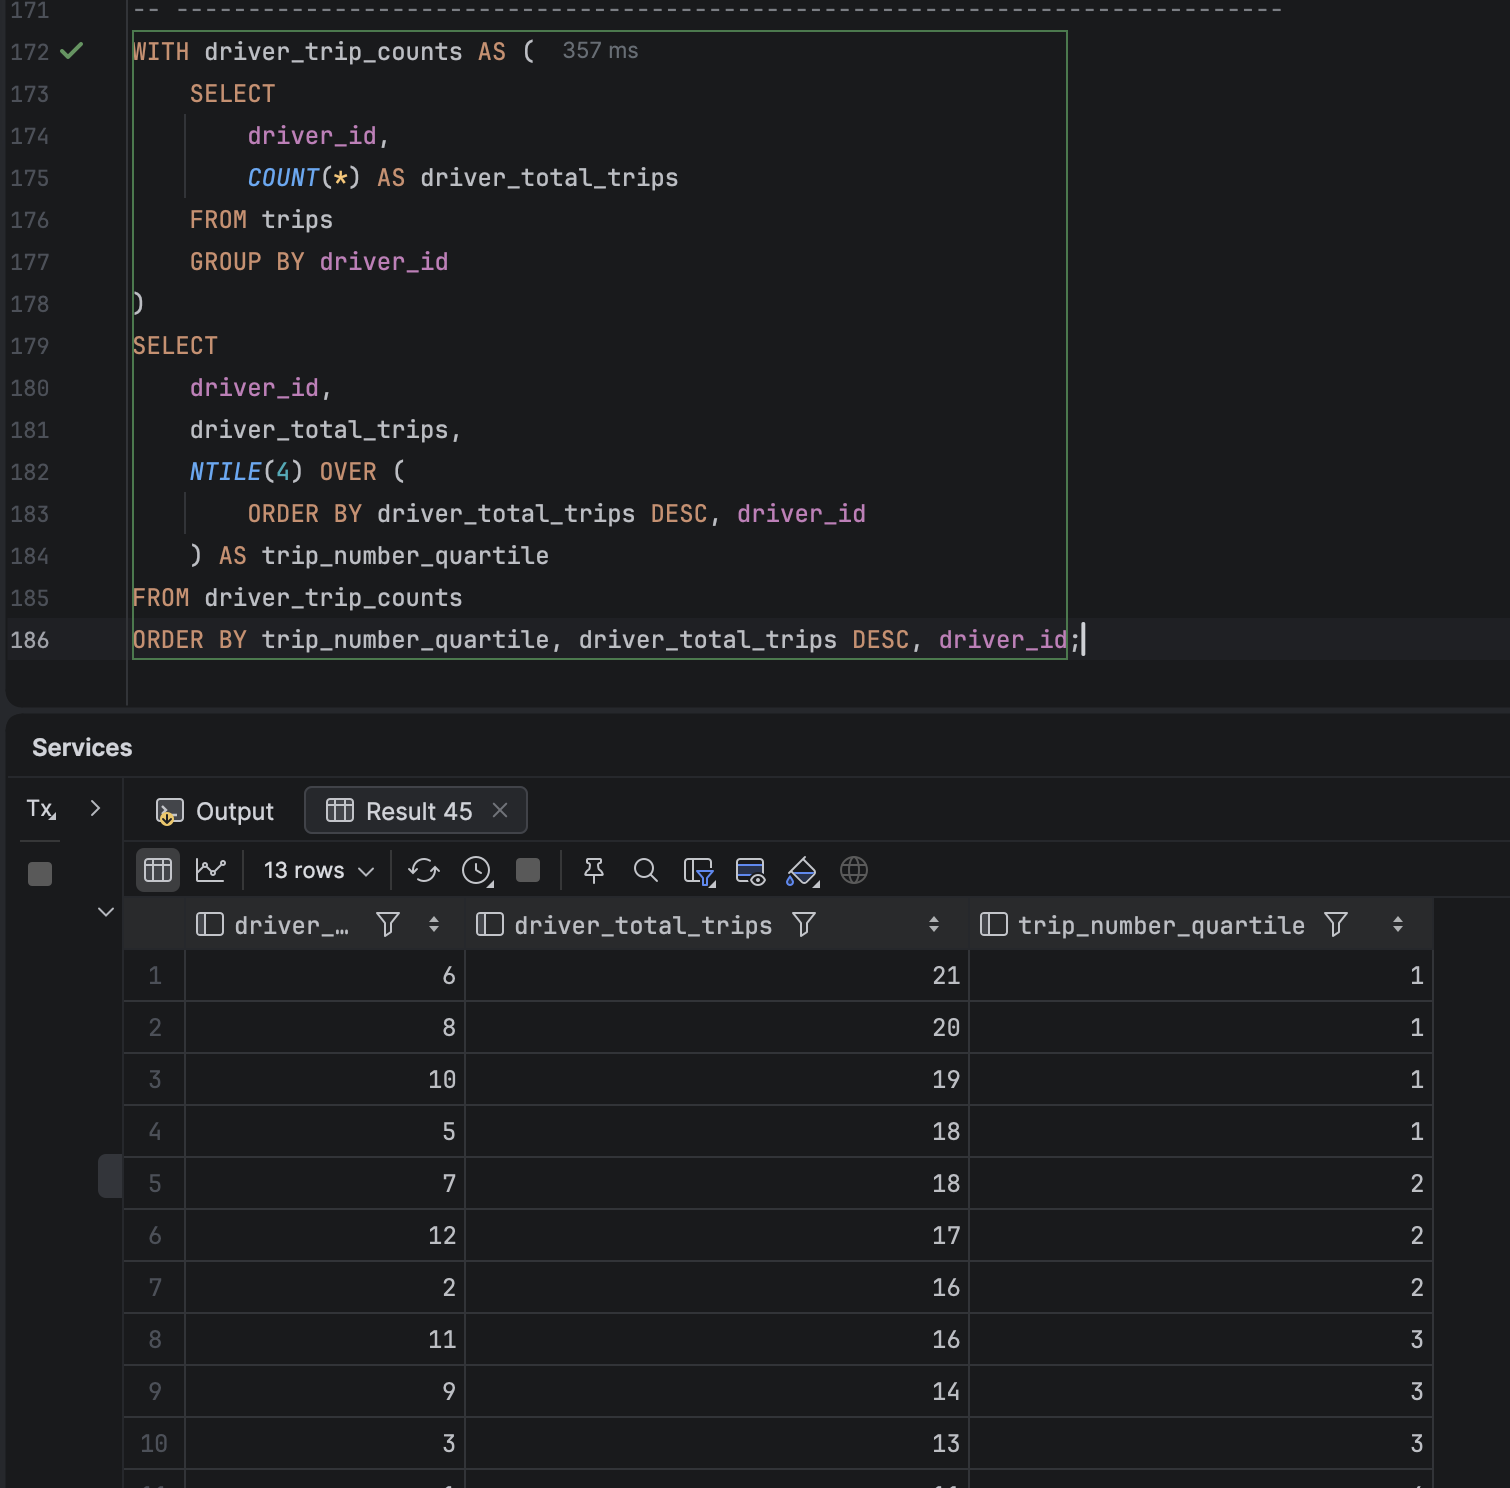 171 -- -----------------------------------------------------------------------------
172 WITH driver_trip_counts AS ( 357 ms
173 SELECT
174 driver_id,
175 COUNT(*) AS driver_total_trips
176 FROM trips
177 GROUP BY driver_id
178 )
179 SELECT
180 driver_id,
181 driver_total_trips,
182 NTILE(4) OVER (
183 ORDER BY driver_total_trips DESC, driver_id
184 ) AS trip_number_quartile
185 FROM driver_trip_counts
186 ORDER BY trip_number_quartile, driver_total_trips DESC, driver_id;
Services
Tx Output Result 45
13 rows
driver_… driver_total_trips trip_number_quartile
1 6 21 1
2 8 20 1
3 10 19 1
4 5 18 1
5 7 18 2
6 12 17 2
7 2 16 2
8 11 16 3
9 9 14 3
10 3 13 3